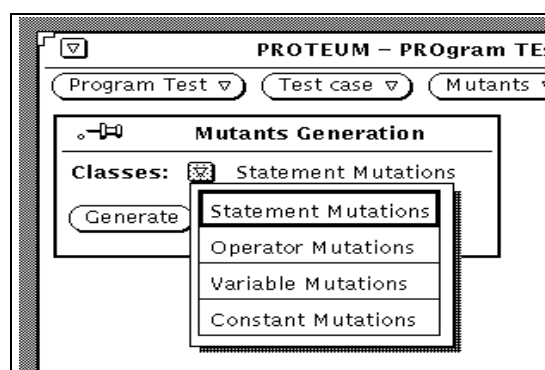 PROTEUM – PROgram TE
Program Test Test case Mutants
Mutants Generation
Classes: Statement Mutations
Generate
Statement Mutations
Operator Mutations
Variable Mutations
Constant Mutations